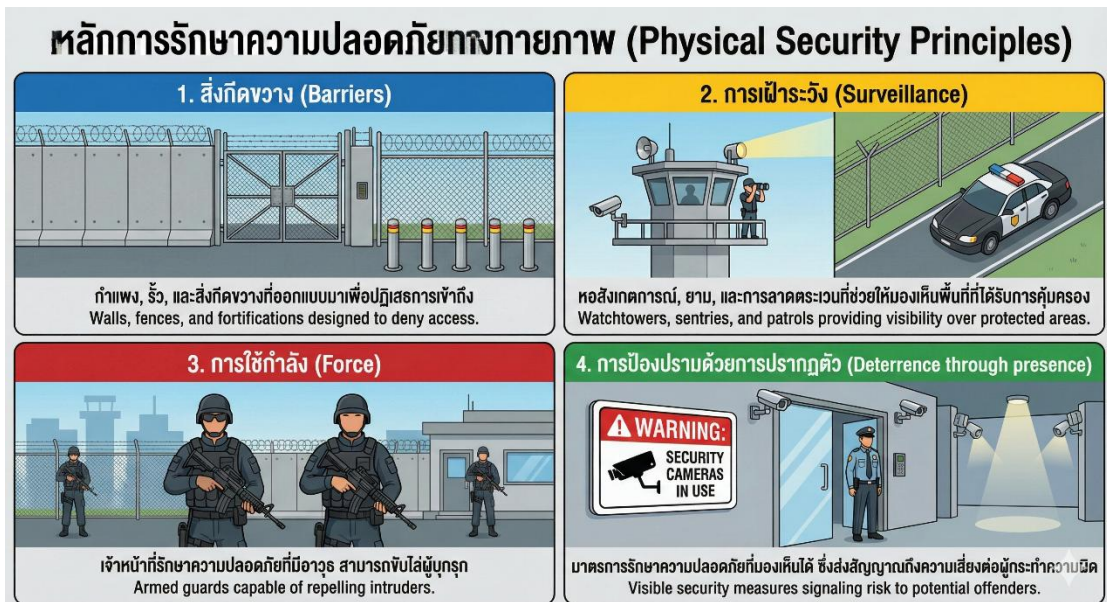 หลักการรักษาความปลอดภัยทางกายภาพ (Physical Security Principles)
1. สิ่งกีดขวาง (Barriers)
กำแพง, รั้ว, และสิ่งกีดขวางที่ออกแบบมาเพื่อปฏิเสธการเข้าถึง
Walls, fences, and fortifications designed to deny access.
2. การเฝ้าระวัง (Surveillance)
หอสังเกตการณ์, ยาม, และการลาดตระเวนที่ช่วยให้มองเห็นพื้นที่ที่ได้รับการคุ้มครอง
Watchtowers, sentries, and patrols providing visibility over protected areas.
3. การใช้กำลัง (Force)
เจ้าหน้าที่รักษาความปลอดภัยที่มีอาวุธ สามารถขับไล่ผู้บุกรุก
Armed guards capable of repelling intruders.
4. การป้องปรามด้วยการปรากฏตัว (Deterrence through presence)
WARNING:
SECURITY
CAMERAS
IN USE
มาตรการรักษาความปลอดภัยที่มองเห็นได้ ซึ่งส่งสัญญาณถึงความเสี่ยงต่อผู้กระทำความผิด
Visible security measures signaling risk to potential offenders.